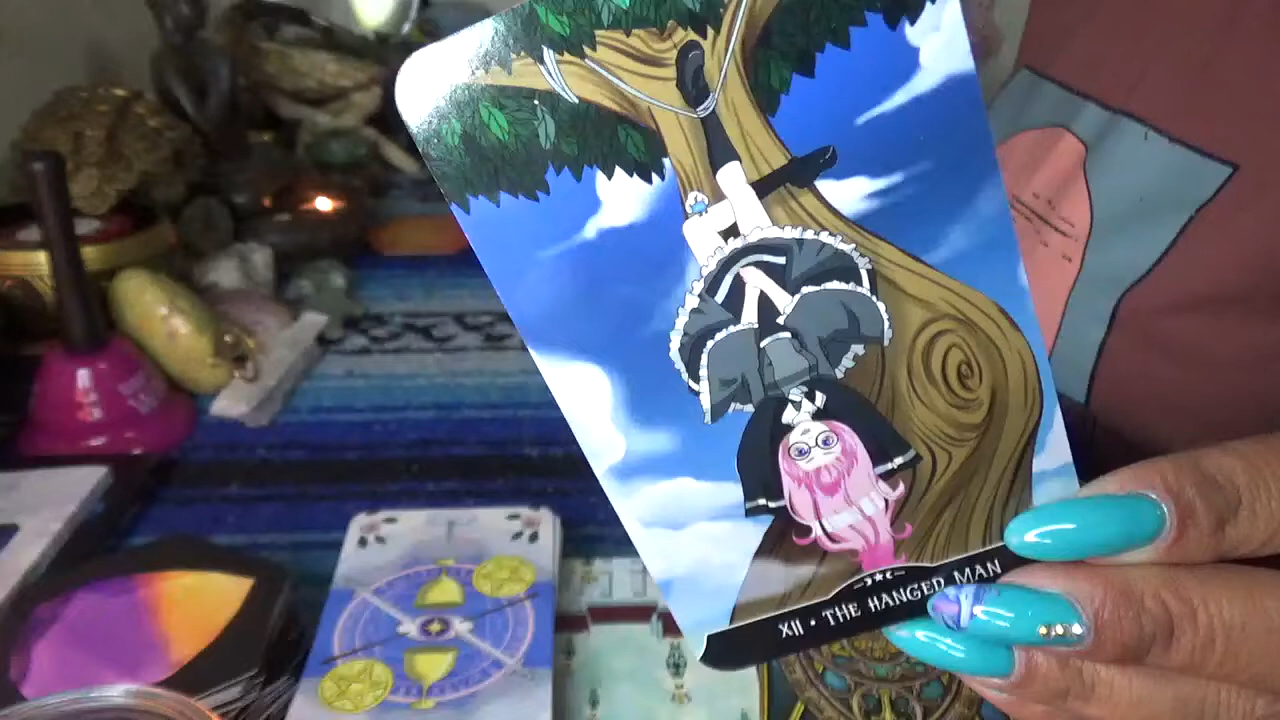 XII • THE HANGED MAN